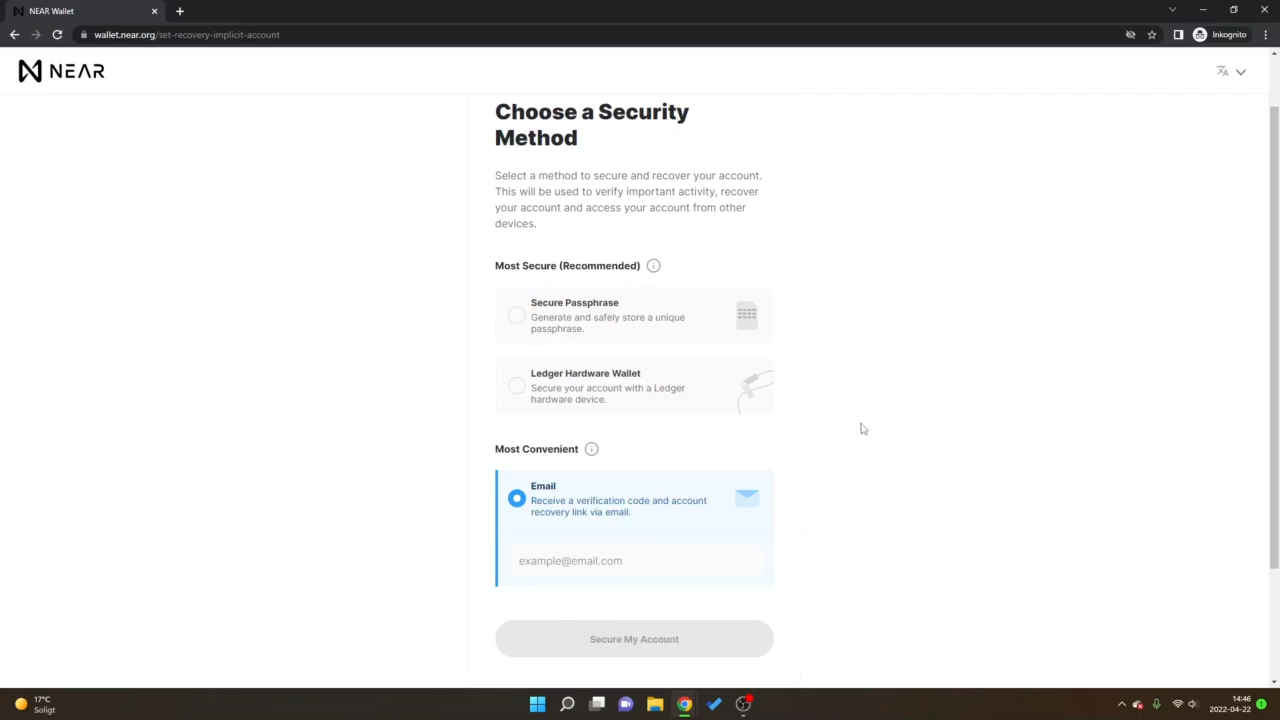 NEAR Wallet
wallet.near.org/set-recovery-implicit-account
Inkognito
NEAR
Choose a Security
Method
Select a method to secure and recover your account.
This will be used to verify important activity, recover
your account and access your account from other
devices.
Most Secure (Recommended)
Secure Passphrase
Generate and safely store a unique
passphrase.
Ledger Hardware Wallet
Secure your account with a Ledger
hardware device.
Most Convenient
Email
Receive a verification code and account
recovery link via email.
example@email.com
Secure My Account
17°C
Soligt
14:46
2022-04-22
1